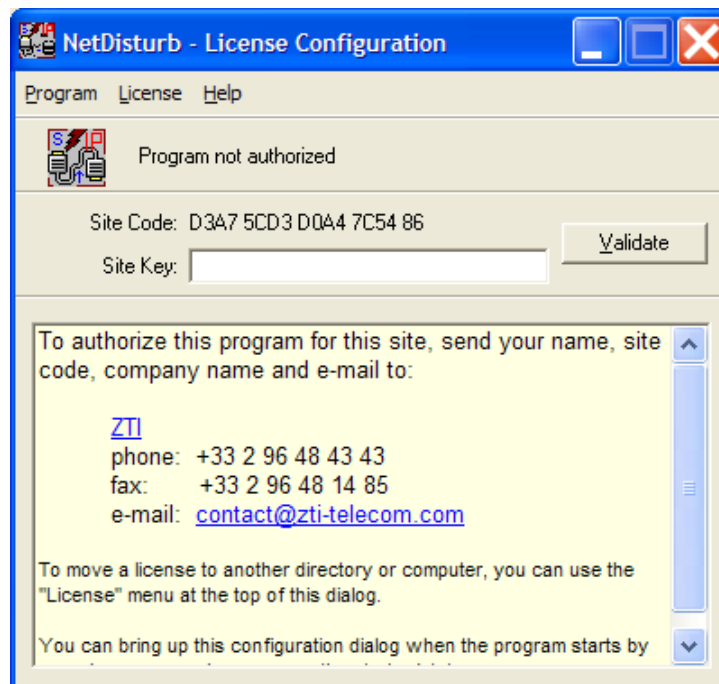 NetDisturb - License Configuration
Program License Help
Program not authorized
Site Code: D3A7 5CD3 D0A4 7C54 86
Validate
Site Key:
To authorize this program for this site, send your name, site
code, company name and e-mail to:
ZTI
phone: +33 2 96 48 43 43
fax: +33 2 96 48 14 85
e-mail: contact@zti-telecom.com
To move a license to another directory or computer, you can use the
"License" menu at the top of this dialog.
You can bring up this configuration dialog when the program starts by